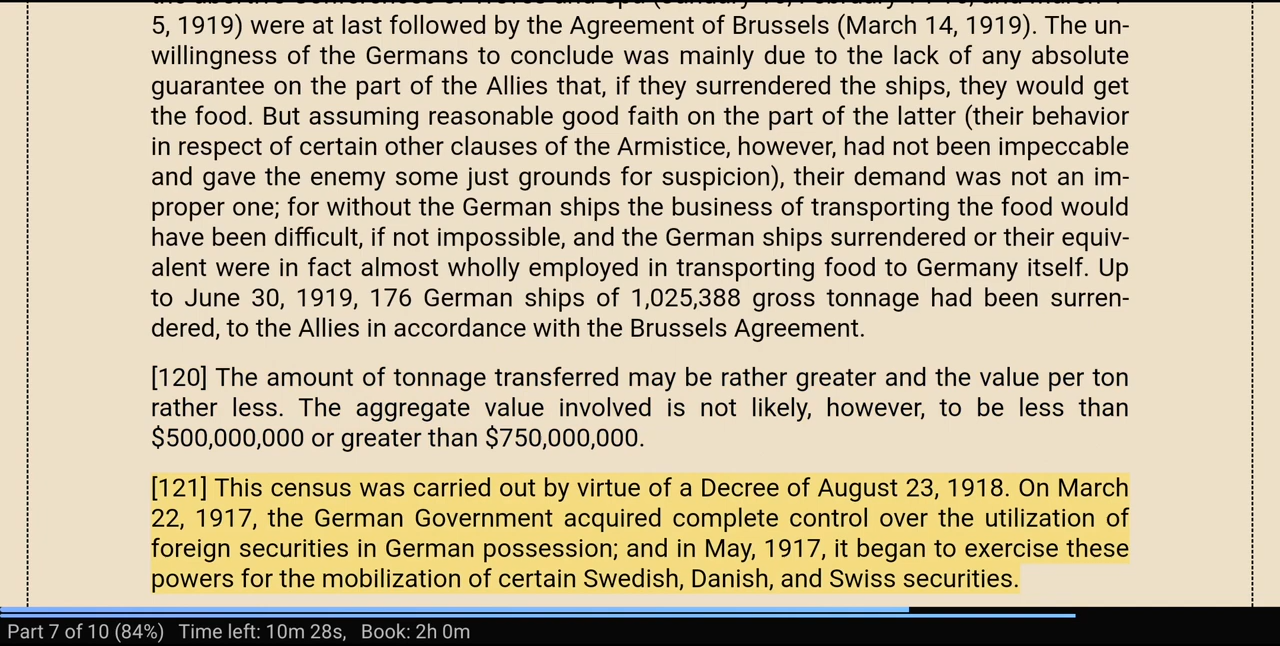 5, 1919) were at last followed by the Agreement of Brussels (March 14, 1919). The un-
willingness of the Germans to conclude was mainly due to the lack of any absolute
guarantee on the part of the Allies that, if they surrendered the ships, they would get
the food. But assuming reasonable good faith on the part of the latter (their behavior
in respect of certain other clauses of the Armistice, however, had not been impeccable
and gave the enemy some just grounds for suspicion), their demand was not an im-
proper one; for without the German ships the business of transporting the food would
have been difficult, if not impossible, and the German ships surrendered or their equiv-
alent were in fact almost wholly employed in transporting food to Germany itself. Up
to June 30, 1919, 176 German ships of 1,025,388 gross tonnage had been surren-
dered, to the Allies in accordance with the Brussels Agreement.
[120] The amount of tonnage transferred may be rather greater and the value per ton
rather less. The aggregate value involved is not likely, however, to be less than
$500,000,000 or greater than $750,000,000.
[121] This census was carried out by virtue of a Decree of August 23, 1918. On March
22, 1917, the German Government acquired complete control over the utilization of
foreign securities in German possession; and in May, 1917, it began to exercise these
powers for the mobilization of certain Swedish, Danish, and Swiss securities.
Part 7 of 10 (84%) Time left: 10m 28s, Book: 2h 0m